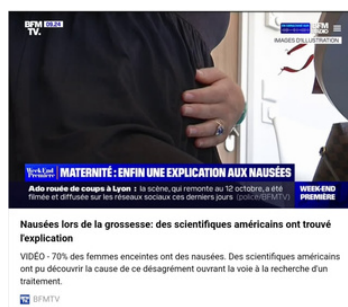 BFM 05:24
TV.
IMAGES D'ILLUSTRATION
Week-End
Première
MATERNITÉ : ENFIN UNE EXPLICATION AUX NAUSÉES
Ado rouée de coups à Lyon : la scène, qui remonte au 12 octobre, a été
filmée et diffusée sur les réseaux sociaux ces derniers jours (police/BFMTV)
WEEK-END
PREMIÈRE
Nausées lors de la grossesse: des scientifiques américains ont trouvé
l'explication
VIDÉO - 70% des femmes enceintes ont des nausées. Des scientifiques américains
ont pu découvrir la cause de ce désagrément ouvrant la voie à la recherche d'un
traitement.
BFMTV